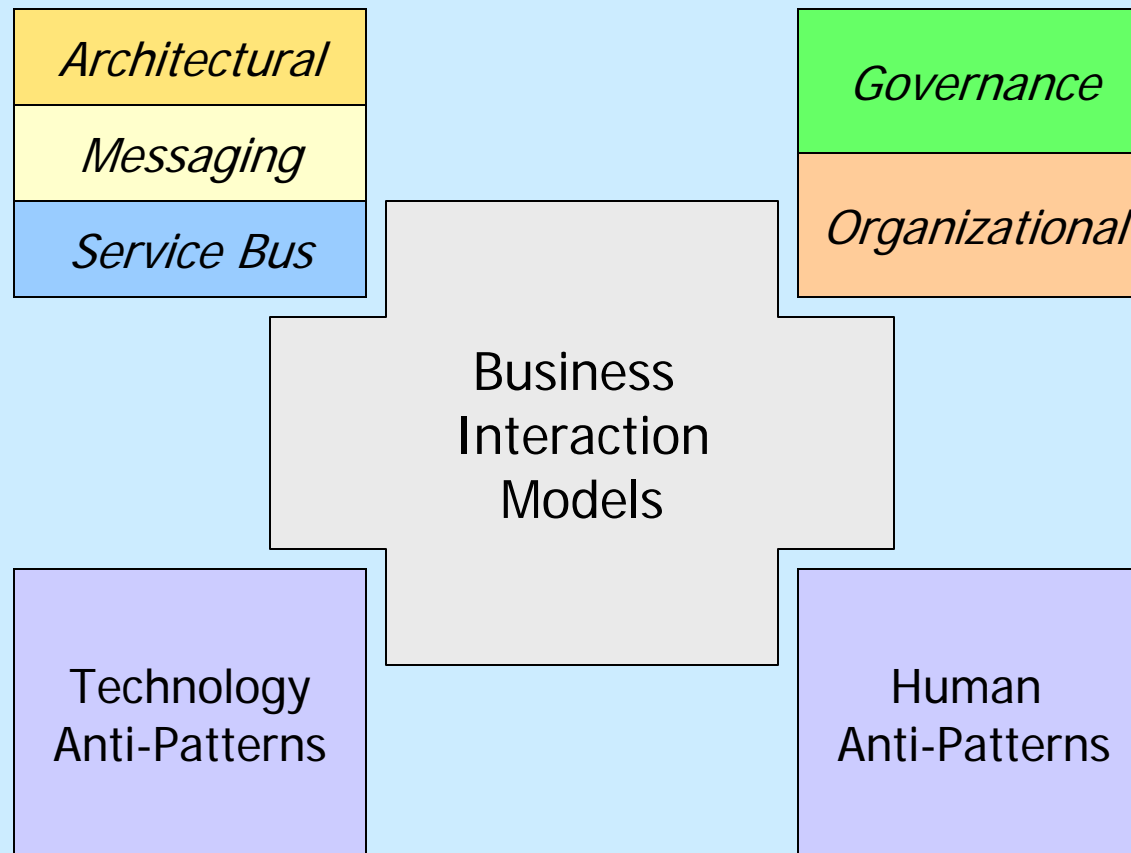 Architectural
Messaging
Service Bus
Governance
Organizational
Business
Interaction
Models
Technology
Anti-Patterns
Human
Anti-Patterns